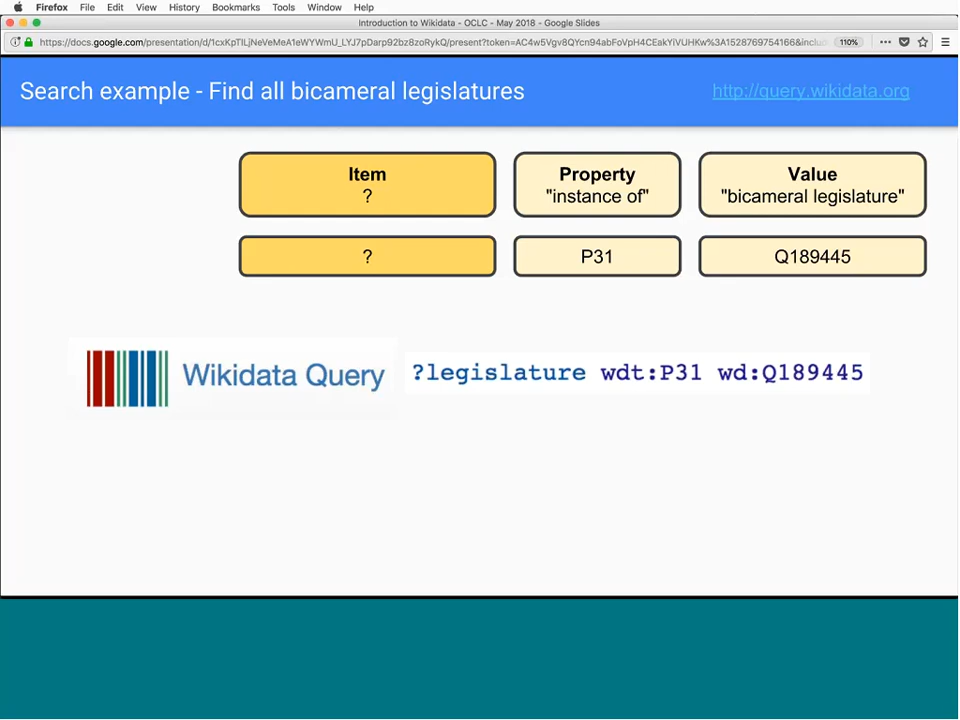 Firefox File Edit View History Bookmarks Tools Window Help
Introduction to Wikidata - OCLC - May 2018 - Google Slides
110%
Search example - Find all bicameral legislatures
http://query.wikidata.org
Item
?
Property
"instance of"
Value
"bicameral legislature"
?
P31
Q189445
Wikidata Query
?legislature wdt:P31 wd:Q189445